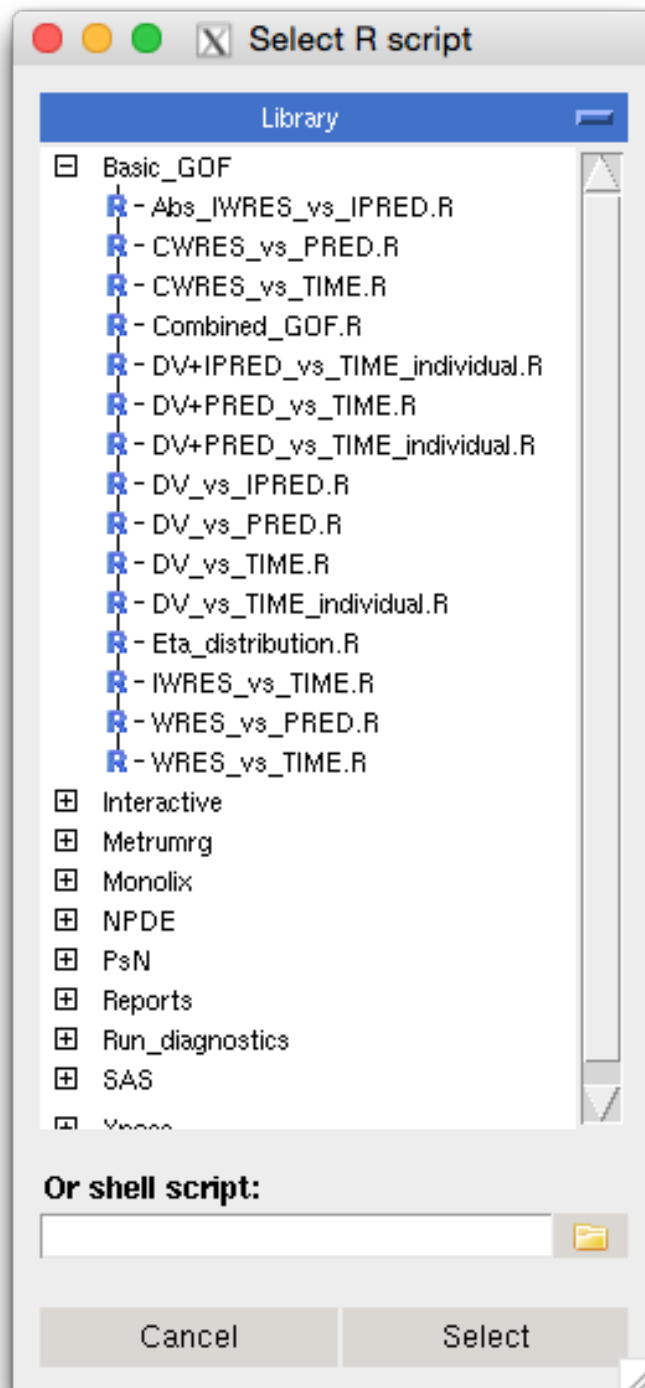 Select R script
Library
Basic_GOF
R Abs_IWRES_vs_IPRED.R
R CWRES_vs_PRED.R
R CWRES_vs_TIME.R
R Combined_GOF.R
R DV+IPRED_vs_TIME_individual.R
R DV+PRED_vs_TIME.R
R DV+PRED_vs_TIME_individual.R
R DV_vs_IPRED.R
R DV_vs_PRED.R
R DV_vs_TIME.R
R DV_vs_TIME_individual.R
R Eta_distribution.R
R IWRES_vs_TIME.R
R WRES_vs_PRED.R
R WRES_vs_TIME.R
Interactive
Metrumrg
Monolix
NPDE
PsN
Reports
Run_diagnostics
SAS
Or shell script:
Cancel Select